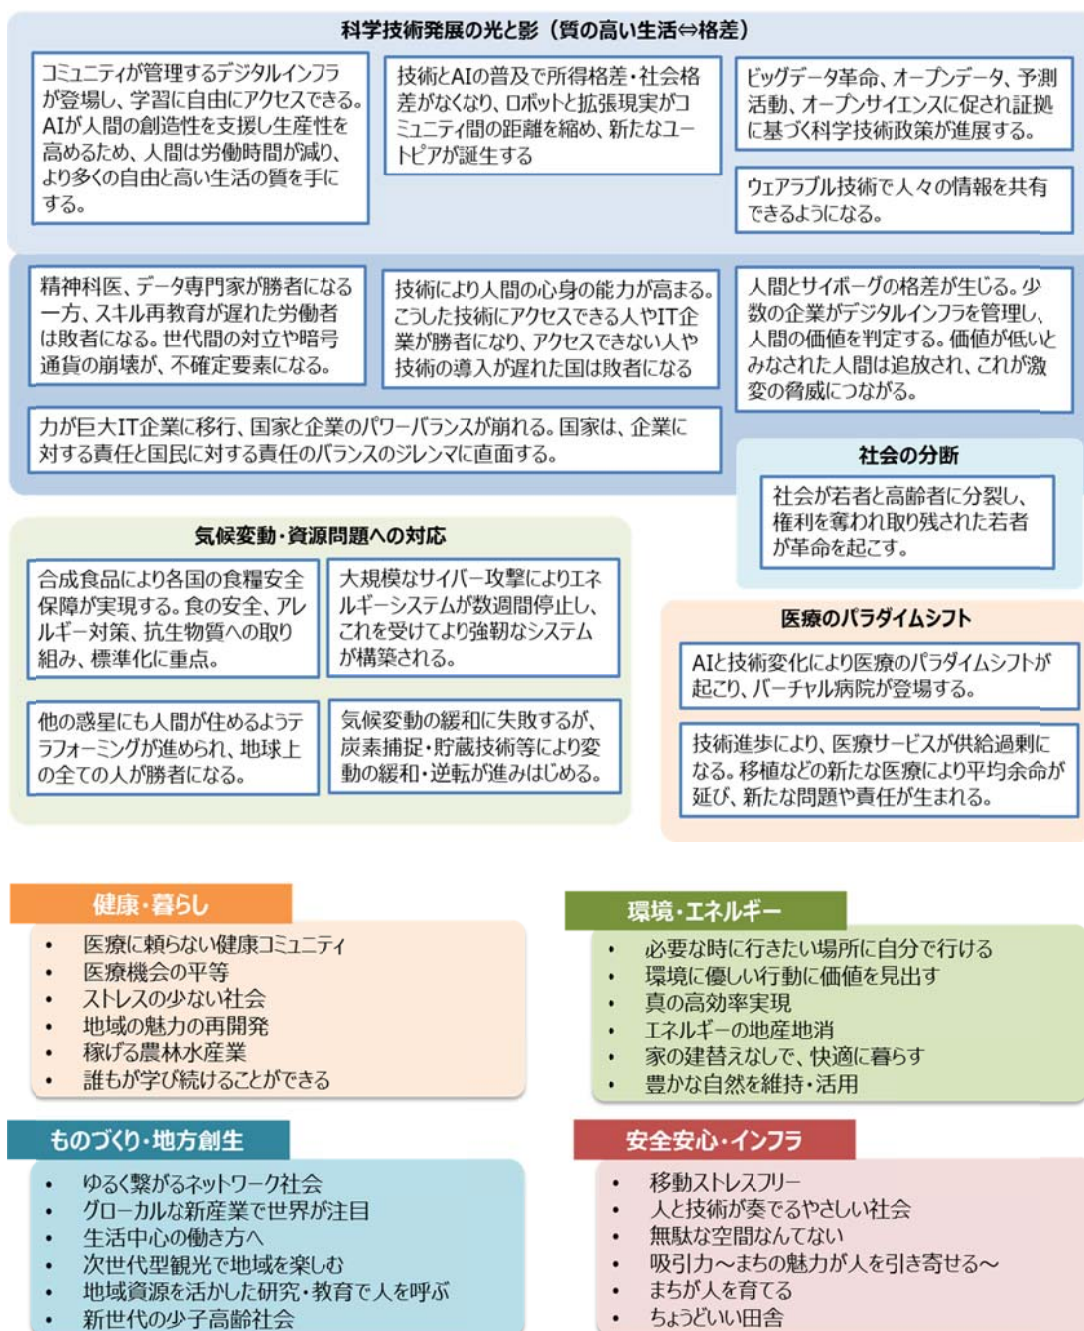 科学技術発展の光と影（質の高い生活⇔格差）
コミュニティが管理するデジタルインフラ
が登場し、学習に自由にアクセスできる。
AIが人間の創造性を支援し生産性を
高めるため、人間は労働時間が減り、
より多くの自由と高い生活の質を手に
する。
技術とAIの普及で所得格差・社会格
差がなくなり、ロボットと拡張現実がコ
ミュニティ間の距離を縮め、新たなユー
トピアが誕生する
ビッグデータ革命、オープンデータ、予測
活動、オープンサイエンスに促され証拠
に基づく科学技術政策が進展する。
ウェアラブル技術で人々の情報を共有
できるようになる。
精神科医、データ専門家が勝者になる
一方、スキル再教育が遅れた労働者
は敗者になる。世代間の対立や暗号
通貨の崩壊が、不確定要素になる。
技術により人間の心身の能力が高まる。
こうした技術にアクセスできる人やIT企
業が勝者になり、アクセスできない人や
技術の導入が遅れた国は敗者になる
人間とサイボーグの格差が生じる。少
数の企業がデジタルインフラを管理し、
人間の価値を判定する。価値が低いと
みなされた人間は追放され、これが激
変の脅威につながる。
力が巨大IT企業に移行、国家と企業のパワーバランスが崩れる。国家は、企業に
対する責任と国民に対する責任のバランスのジレンマに直面する。
社会の分断
社会が若者と高齢者に分裂し、
権利を奪われ取り残された若者
が革命を起こす。
気候変動・資源問題への対応
合成食品により各国の食糧安全
保障が実現する。食の安全、アレ
ルギー対策、抗生物質への取り
組み、標準化に重点。
大規模なサイバー攻撃によりエネ
ルギーシステムが数週間停止し、
これを受けてより強靭なシステム
が構築される。
他の惑星にも人間が住めるようテ
ラフォーミングが進められ、地球上
の全ての人が勝者になる。
気候変動の緩和に失敗するが、
炭素捕捉・貯蔵技術等により変
動の緩和・逆転が進みはじめる。
医療のパラダイムシフト
AIと技術変化により医療のパラダイムシフトが
起こり、バーチャル病院が登場する。
技術進歩により、医療サービスが供給過剰に
なる。移植などの新たな医療により平均余命が
延び、新たな問題や責任が生まれる。
健康・暮らし
• 医療に頼らない健康コミュニティ
• 医療機会の平等
• ストレスの少ない社会
• 地域の魅力の再開発
• 稼げる農林水産業
• 誰もが学び続けることができる
環境・エネルギー
• 必要な時に行きたい場所に自分で行ける
• 環境に優しい行動に価値を見出す
• 真の高効率実現
• エネルギーの地産地消
• 家の建替えなしで、快適に暮らす
• 豊かな自然を維持・活用
ものづくり・地方創生
• ゆるく繋がるネットワーク社会
• グローカルな新産業で世界が注目
• 生活中心の働き方へ
• 次世代型観光で地域を楽しむ
• 地域資源を活かした研究・教育で人を呼ぶ
• 新世代の少子高齢社会
安全安心・インフラ
• 移動ストレスフリー
• 人と技術が奏でるやさしい社会
• 無駄な空間なんてない
• 吸引力～まちの魅力が人を引き寄せる～
• まちが人を育てる
• ちょうどいい田舎